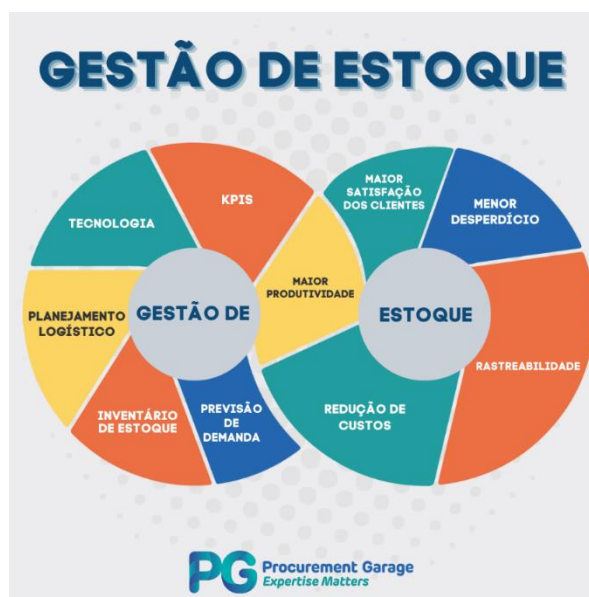 GESTÃO DE ESTOQUE
TECNOLOGIA
KPIS
PLANEJAMENTO
LOGÍSTICO
GESTÃO DE
INVENTÁRIO
DE ESTOQUE
PREVISÃO
DE
DEMANDA
MAIOR
PRODUTIVIDADE
MAIOR
SATISFAÇÃO
DOS CLIENTES
MENOR
DESPERDÍCIO
ESTOQUE
RASTREABILIDADE
REDUÇÃO DE
CUSTOS
PG
Procurement Garage
Expertise Matters